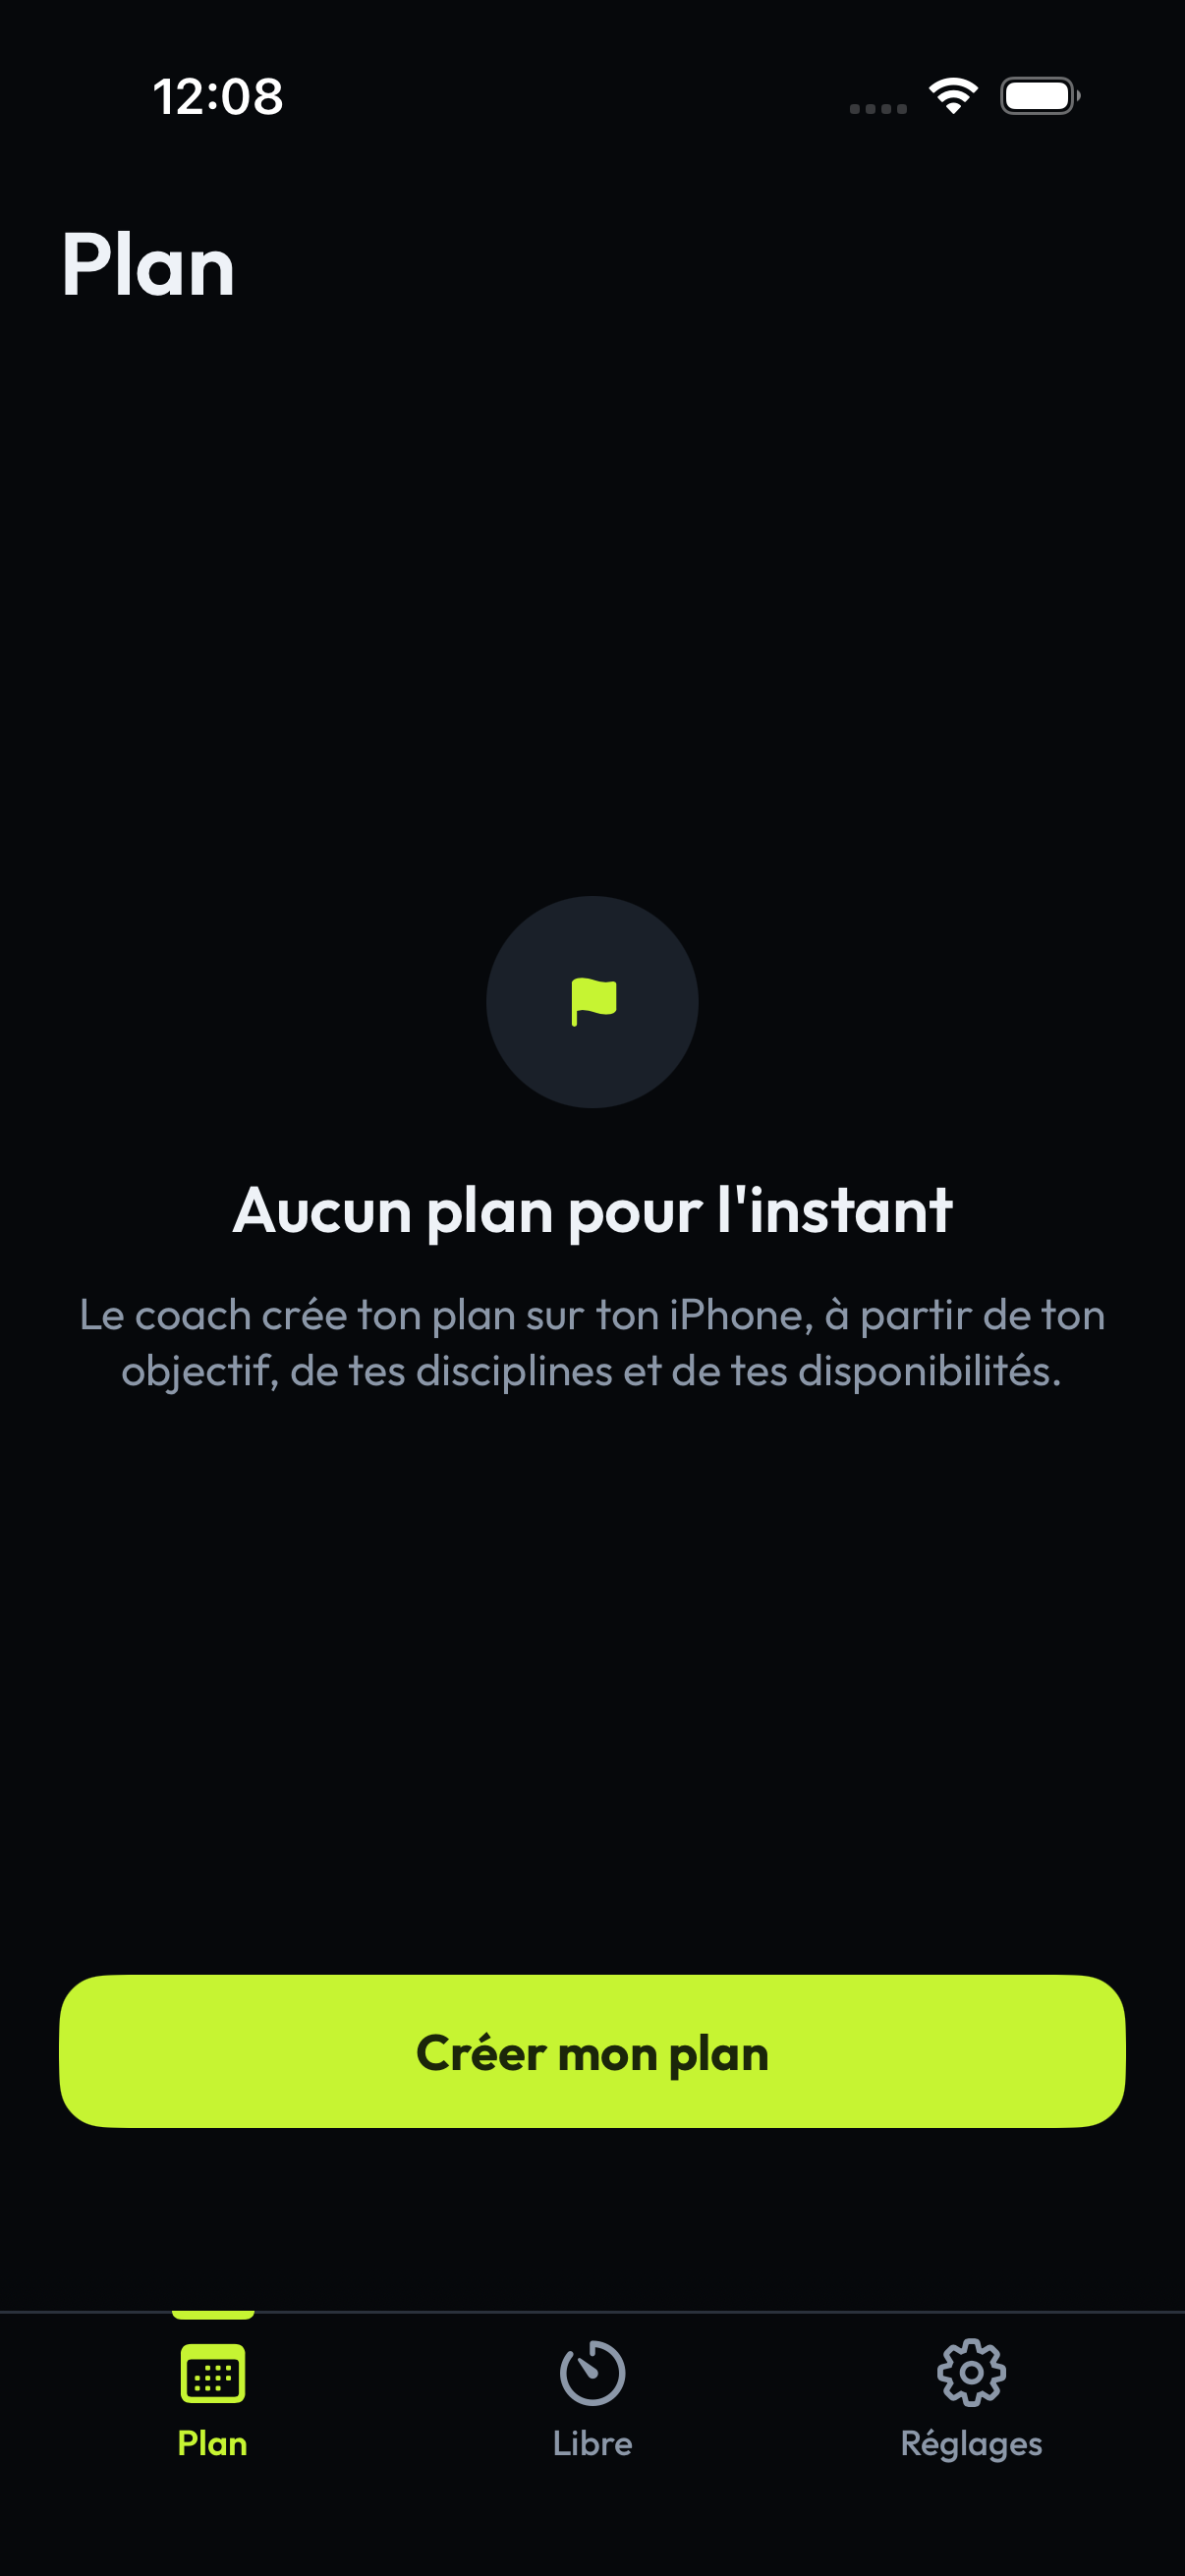 12:08
Plan
Aucun plan pour l'instant
Le coach crée ton plan sur ton iPhone, à partir de ton
objectif, de tes disciplines et de tes disponibilités.
Créer mon plan
Plan
Libre
Réglages